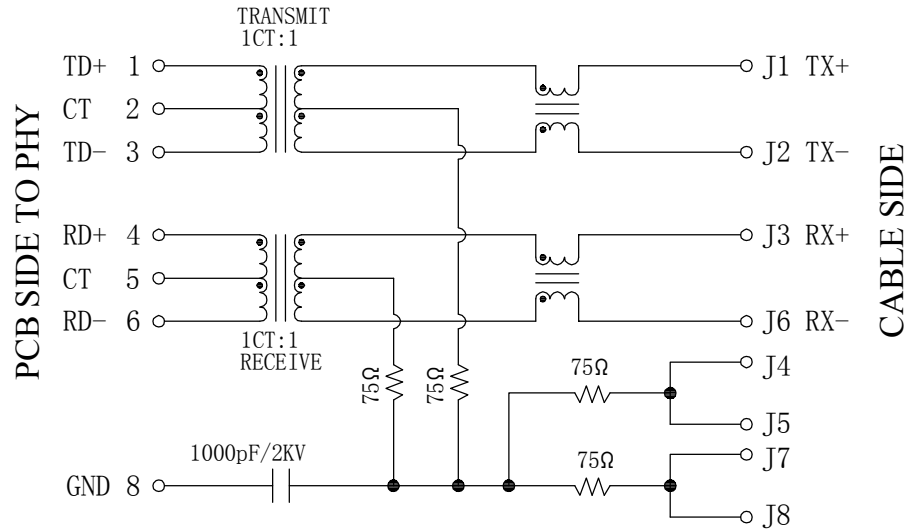 TRANSMIT
1CT:1
TD+ 1
CT 2
TD- 3
J1 TX+
J2 TX-
PCB SIDE TO PHY
CABLE SIDE
RD+ 4
CT 5
RD- 6
J3 RX+
J6 RX-
1CT:1
RECEIVE
75Ω
75Ω
75Ω
J4
J5
1000pF/2KV
75Ω
GND 8
J7
J8